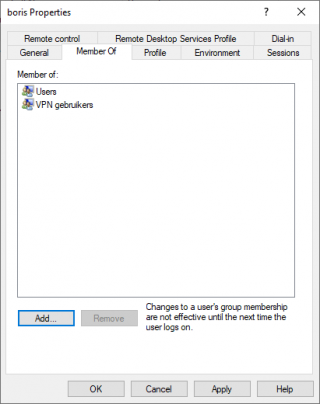 boris Properties
?
Remote control Remote Desktop Services Profile Dial-in
General Member Of Profile Environment Sessions
Member of:
Users
VPN gebruikers
Add... Remove
Changes to a user's group membership
are not effective until the next time the
user logs on.
OK Cancel Apply Help